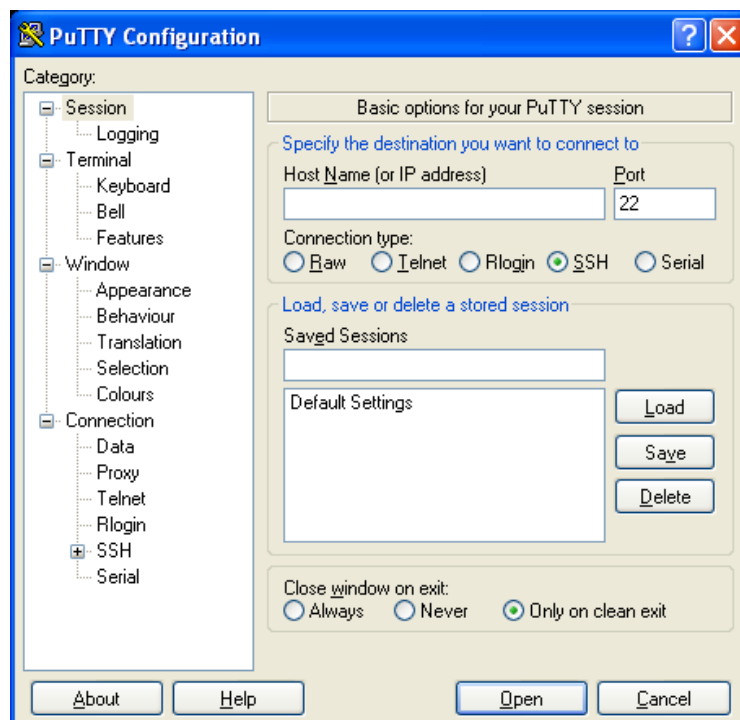 PuTTY Configuration
Category:
Session
Logging
Terminal
Keyboard
Bell
Features
Window
Appearance
Behaviour
Translation
Selection
Colours
Connection
Data
Proxy
Telnet
Rlogin
SSH
Serial
Basic options for your PuTTY session
Specify the destination you want to connect to
Host Name (or IP address) Port
22
Connection type:
Raw Telnet Rlogin SSH Serial
Load, save or delete a stored session
Saved Sessions
Default Settings
Load
Save
Delete
Close window on exit:
Always Never Only on clean exit
About Help Open Cancel